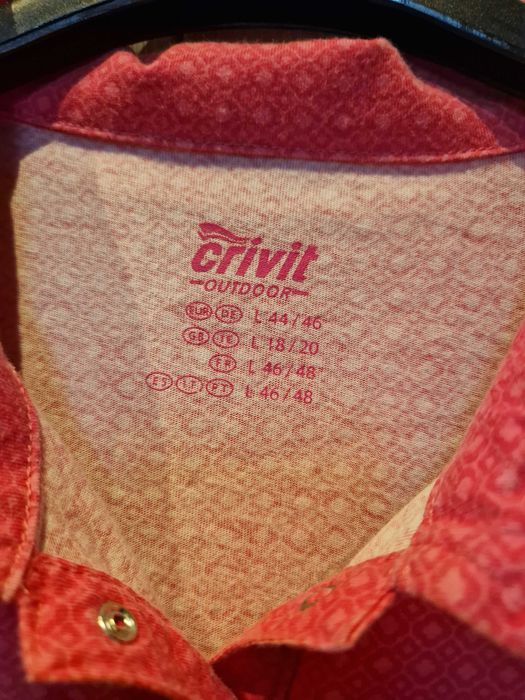 crivit
OUTDOOR
EUR DE L 44/46
GB IE L 18/20
FR L 46/48
ES IT PT L 46/48